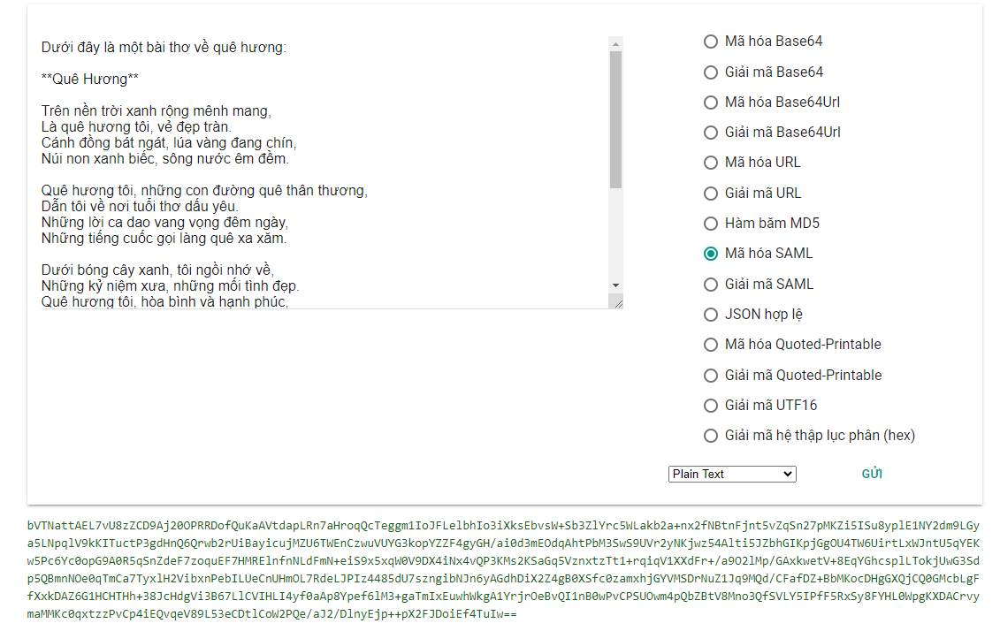 Dưới đây là một bài thơ về quê hương:
**Quê Hương**
Trên nền trời xanh rộng mênh mang,
Là quê hương tôi, vẻ đẹp tràn.
Cánh đồng bát ngát, lúa vàng đang chín,
Núi non xanh biếc, sông nước êm đềm.
Quê hương tôi, những con đường quê thân thương,
Dẫn tôi về nơi tuổi thơ dấu yêu.
Những lời ca dao vang vọng đêm ngày,
Những tiếng cuốc gọi làng quê xa xăm.
Dưới bóng cây xanh, tôi ngồi nhớ về,
Những kỷ niệm xưa, những mối tình đẹp.
Quê hương tôi, hòa bình và hạnh phúc,
Mã hóa Base64
Giải mã Base64
Mã hóa Base64Url
Giải mã Base64Url
Mã hóa URL
Giải mã URL
Hàm băm MD5
Mã hóa SAML
Giải mã SAML
JSON hợp lệ
Mã hóa Quoted-Printable
Giải mã Quoted-Printable
Giải mã UTF16
Giải mã hệ thập lục phân (hex)
Plain Text
GỬI
bVTNattAEL7vU8zZCD9Aj20OPRRDofQuKaAVtdapLRn7aHroqQcTeggm1IoJFLelbhIo3iXksEbvsW+Sb3ZlYrc5WLakb2a+nx2fNBtnFjnt5vZqSn27pMKZi5ISu8yplE1NY2dm9LGy
a5LNpqlV9kKITuctP3gdHnQ6Qrwb2rUiBayicujMZU6TWEnCzwuVUYG3kopYZZF4gyGH/ai0d3mEOdqAhtPbM3SwS9UVr2yNKjwz54Alti5JZbhGIKpjGgOU4TW6UirtLxWJntU5qYEK
w5Pc6Yc0opG9A0R5qSnZdeF7zoquEF7HMRElnfnNLdFmN+eiS9x5xqW0V9DX4iNx4vQP3KMs2KSaGq5VznxtzTt1+rqiqV1XXdFr+/a9O2lMp/GAxkwetV+8EqYGhcsplLTokjUwG3Sd
p5QBmnNOe0qTmCa7TyxlH2VibxnPebILUeCnUHmOL7RdeLJPIz4485dU7szngibNJn6yAGdhDiX2Z4gB0XSfc0zamxhjGYVMSDrNuZ1Jq9MQd/CFafDZ+BbMKocDHgGXQjCQ0GMcbLgF
fXxkDAZ6G1HCHTHh+38JcHdgVi3B67LlCVIHLI4yf0aAp8Ypef6lM3+gaTmIxEuwhWkgA1YrjrOeBvQI1nB0wPvCPSUOwm4pQbZBtV8Mno3QfSVLY5IPfF5RxSy8FYHL0WpgKXDACrvy
maMMKc0qxtzzPvCp4iEQvqeV89L53eCDtlCoW2PQe/aJ2/DlnyEjp++pX2FJDoiEf4TuIw==